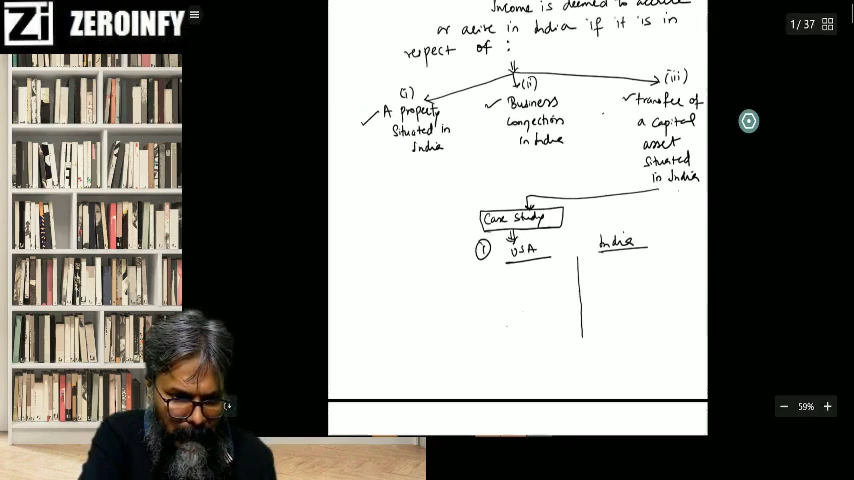 Zi ZEROINFY
1 / 37
Income is deemed to accrue
or arise in India if it is in
respect of :
(i)
A property
situated in
India
(ii)
Business
connection
in India
(iii)
transfer of
a capital
asset
situated
in India
Case study
1 USA
India
59%